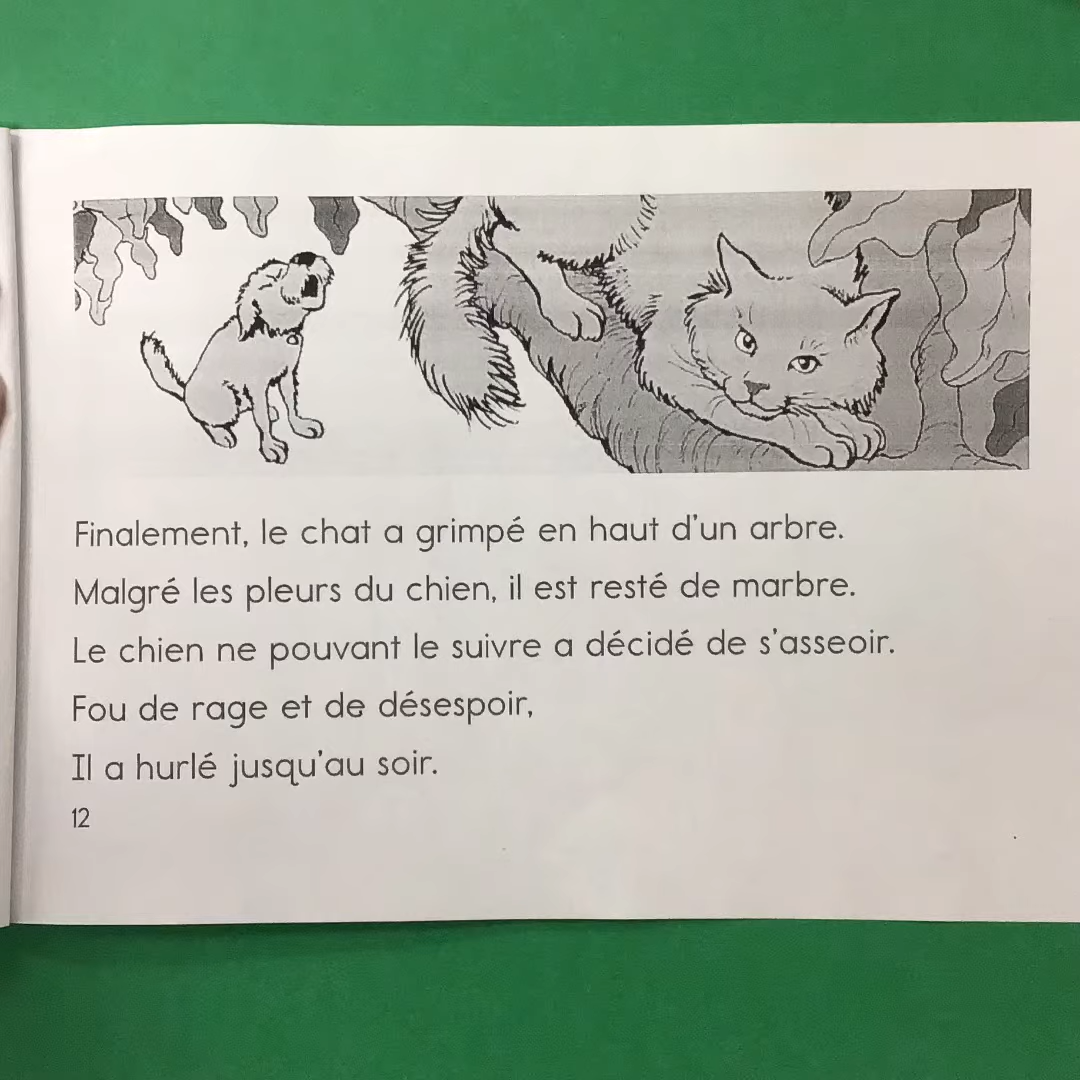 Finalement, le chat a grimpé en haut d'un arbre.
Malgré les pleurs du chien, il est resté de marbre.
Le chien ne pouvant le suivre a décidé de s'asseoir.
Fou de rage et de désespoir,
Il a hurlé jusqu'au soir.
12